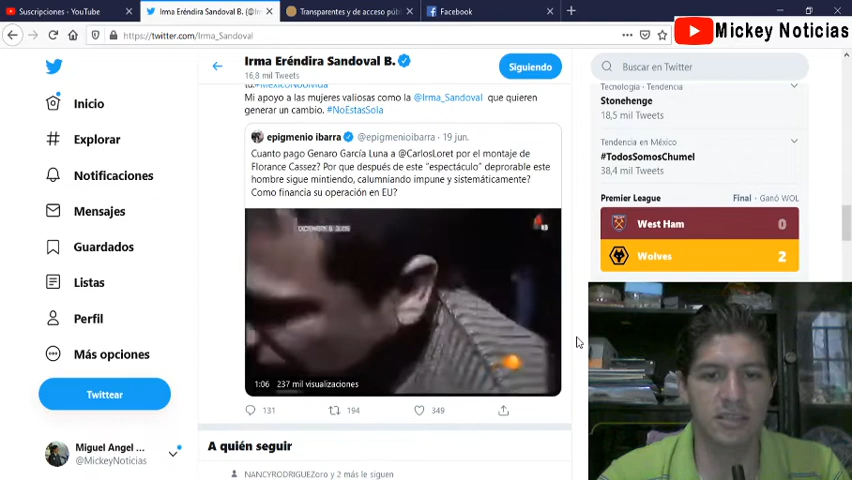 Suscripciones - YouTube
Irma Eréndira Sandoval B. (@Ir
Transparentes y de acceso públ
Facebook
https://twitter.com/Irma_Sandoval
Mickey Noticias
Irma Eréndira Sandoval B.
16,8 mil Tweets
Siguiendo
Buscar en Twitter
Inicio
Explorar
Notificaciones
Mensajes
Guardados
Listas
Perfil
Más opciones
Twittear
Miguel Angel ...
@MickeyNoticias
Mi apoyo a las mujeres valiosas como la @Irma_Sandoval que quieren
generar un cambio. #NoEstasSola
epigmenio ibarra @epigmenioibarra · 19 jun.
Cuanto pago Genaro García Luna a @CarlosLoret por el montaje de
Florance Cassez? Por que después de este "espectáculo" deprorable este
hombre sigue mintiendo, calumniando impune y sistemáticamente?
Como financía su operación en EU?
1:06 237 mil visualizaciones
131
194
349
A quién seguir
NANCYRODRIGUEZoro y 2 más le siguen
Tecnología · Tendencia
Stonehenge
18,5 mil Tweets
Tendencia en México
#TodosSomosChumel
38,4 mil Tweets
Premier League
Final · Ganó WOL
West Ham 0
Wolves 2